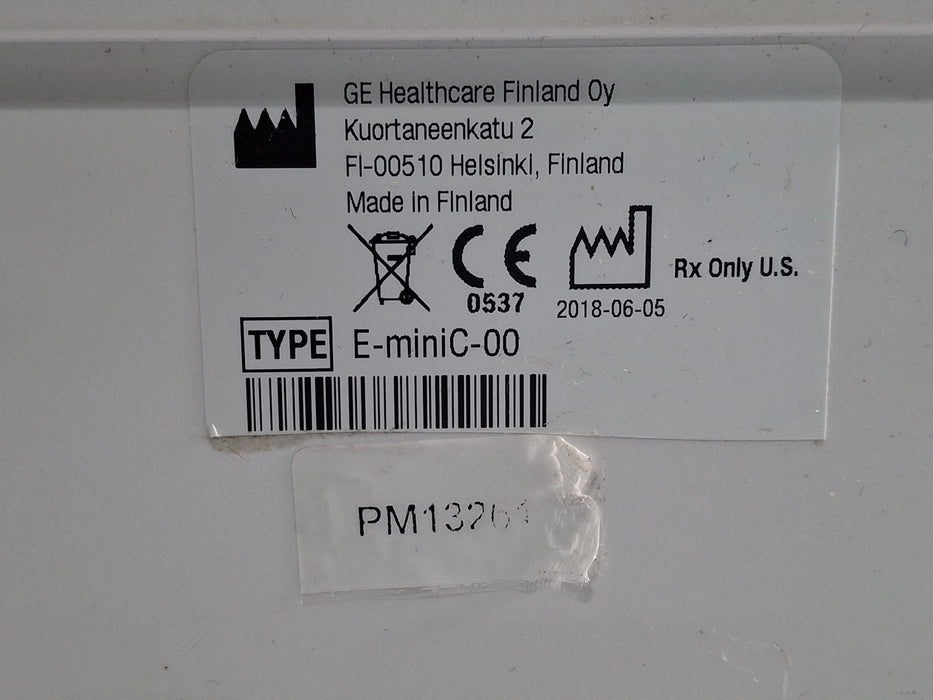 GE Healthcare Finland Oy
Kuortaneenkatu 2
FI-00510 Helsinki, Finland
Made in Finland
CE
0537
2018-06-05
Rx Only U.S.
TYPE E-miniC-00